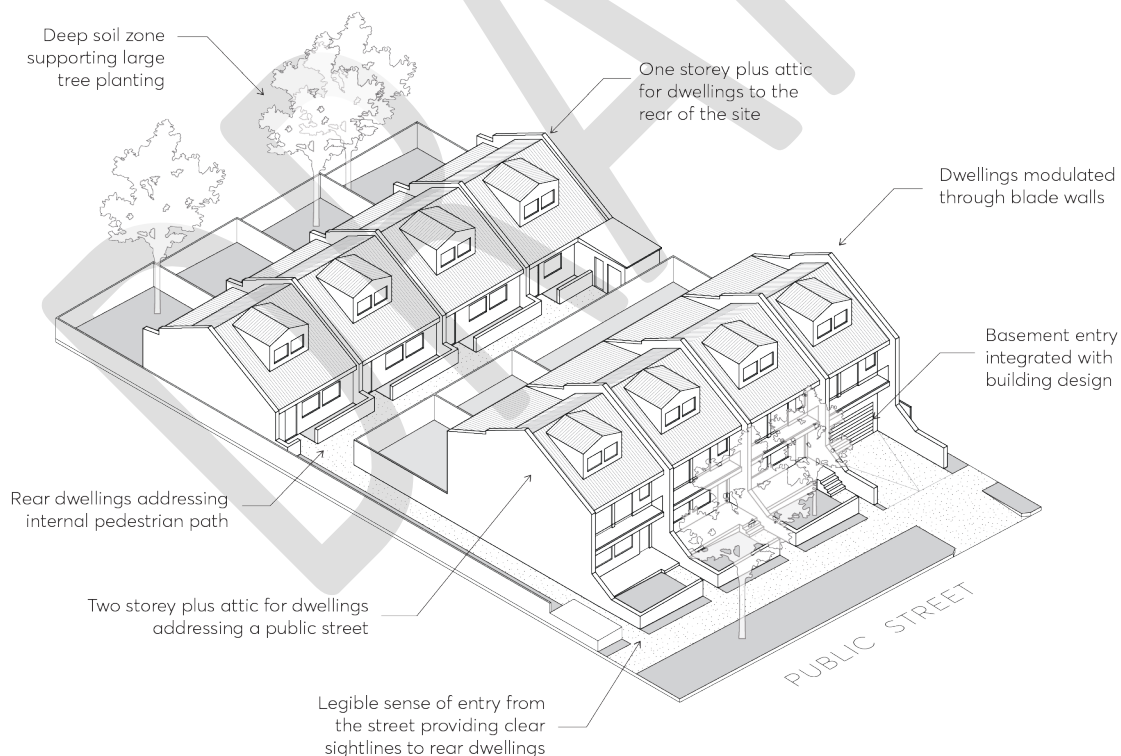 Deep soil zone
supporting large
tree planting
One storey plus attic
for dwellings to the
rear of the site
Dwellings modulated
through blade walls
Basement entry
integrated with
building design
Rear dwellings addressing
internal pedestrian path
Two storey plus attic for dwellings
addressing a public street
PUBLIC STREET
Legible sense of entry from
the street providing clear
sightlines to rear dwellings